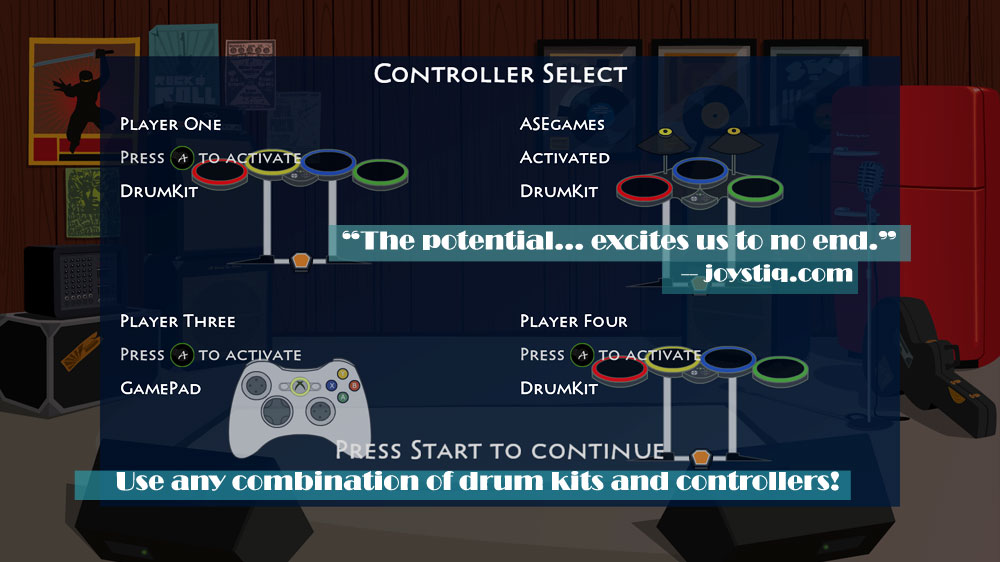 CONTROLLER SELECT
PLAYER ONE
PRESS A TO ACTIVATE
DRUMKIT
ASEGAMES
ACTIVATED
DRUMKIT
“The potential... excites us to no end.”
— joystiq.com
PLAYER THREE
PRESS A TO ACTIVATE
GAMEPAD
PLAYER FOUR
PRESS A TO ACTIVATE
DRUMKIT
PRESS START TO CONTINUE
Use any combination of drum kits and controllers!
ROCK & ROLL